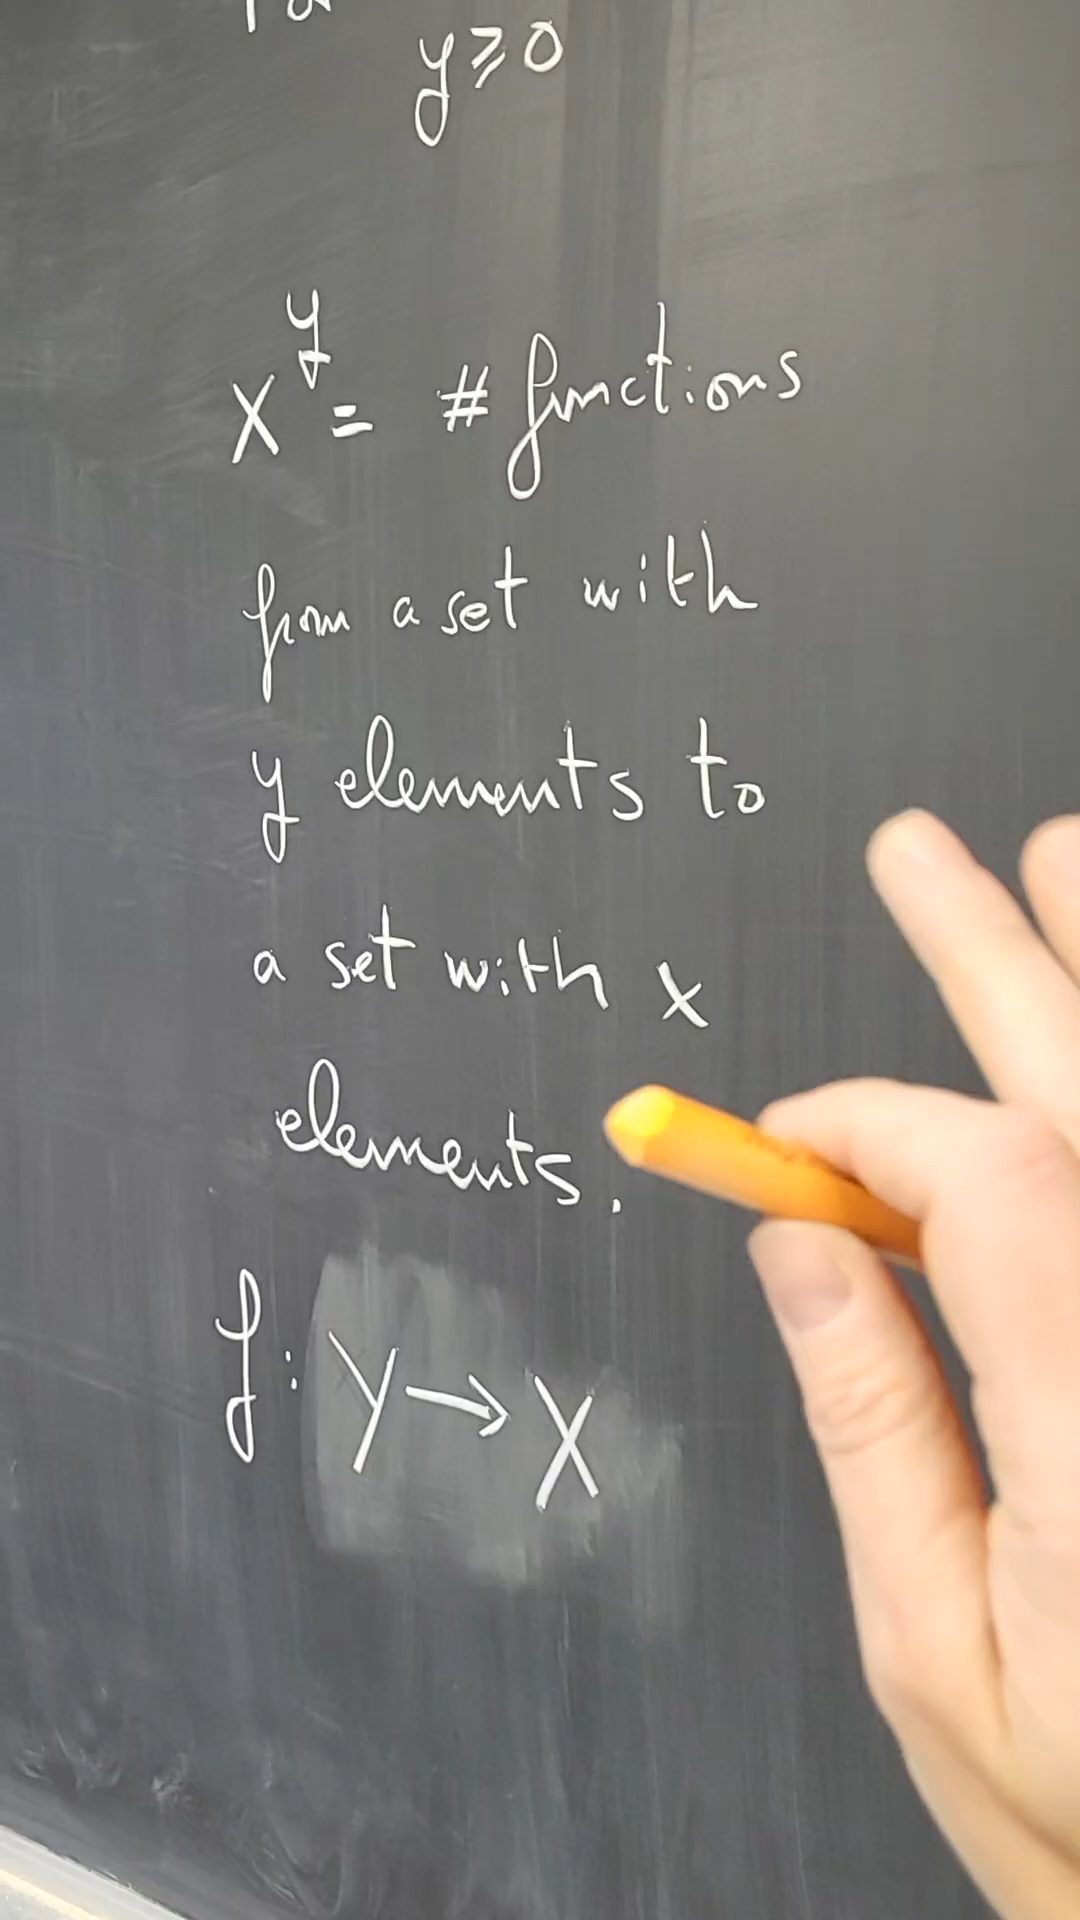 y ⩾ 0
x^y = # functions
from a set with
y elements to
a set with x
elements.
f: Y → X